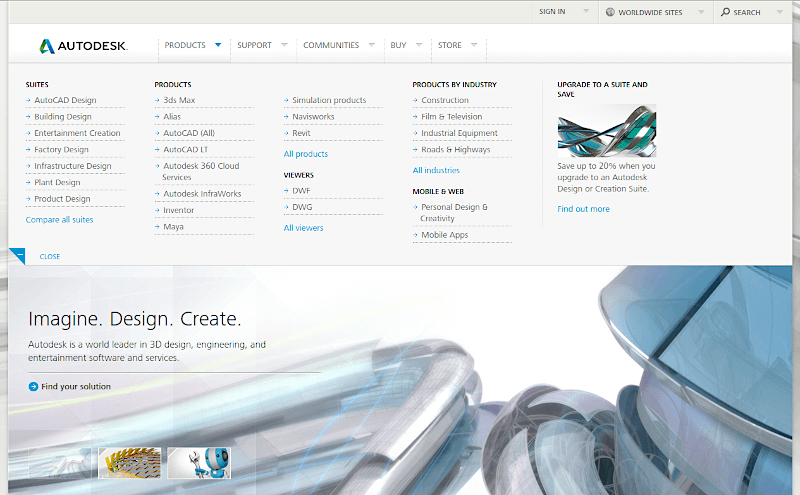 SIGN IN
WORLDWIDE SITES
SEARCH
AUTODESK.
PRODUCTS
SUPPORT
COMMUNITIES
BUY
STORE
SUITES
AutoCAD Design
Building Design
Entertainment Creation
Factory Design
Infrastructure Design
Plant Design
Product Design
Compare all suites
PRODUCTS
3ds Max
Alias
AutoCAD (All)
AutoCAD LT
Autodesk 360 Cloud
Services
Autodesk InfraWorks
Inventor
Maya
Simulation products
Navisworks
Revit
All products
VIEWERS
DWF
DWG
All viewers
PRODUCTS BY INDUSTRY
Construction
Film & Television
Industrial Equipment
Roads & Highways
All industries
MOBILE & WEB
Personal Design &
Creativity
Mobile Apps
UPGRADE TO A SUITE AND
SAVE
Save up to 20% when you
upgrade to an Autodesk
Design or Creation Suite.
Find out more
CLOSE
Imagine. Design. Create.
Autodesk is a world leader in 3D design, engineering, and
entertainment software and services.
Find your solution